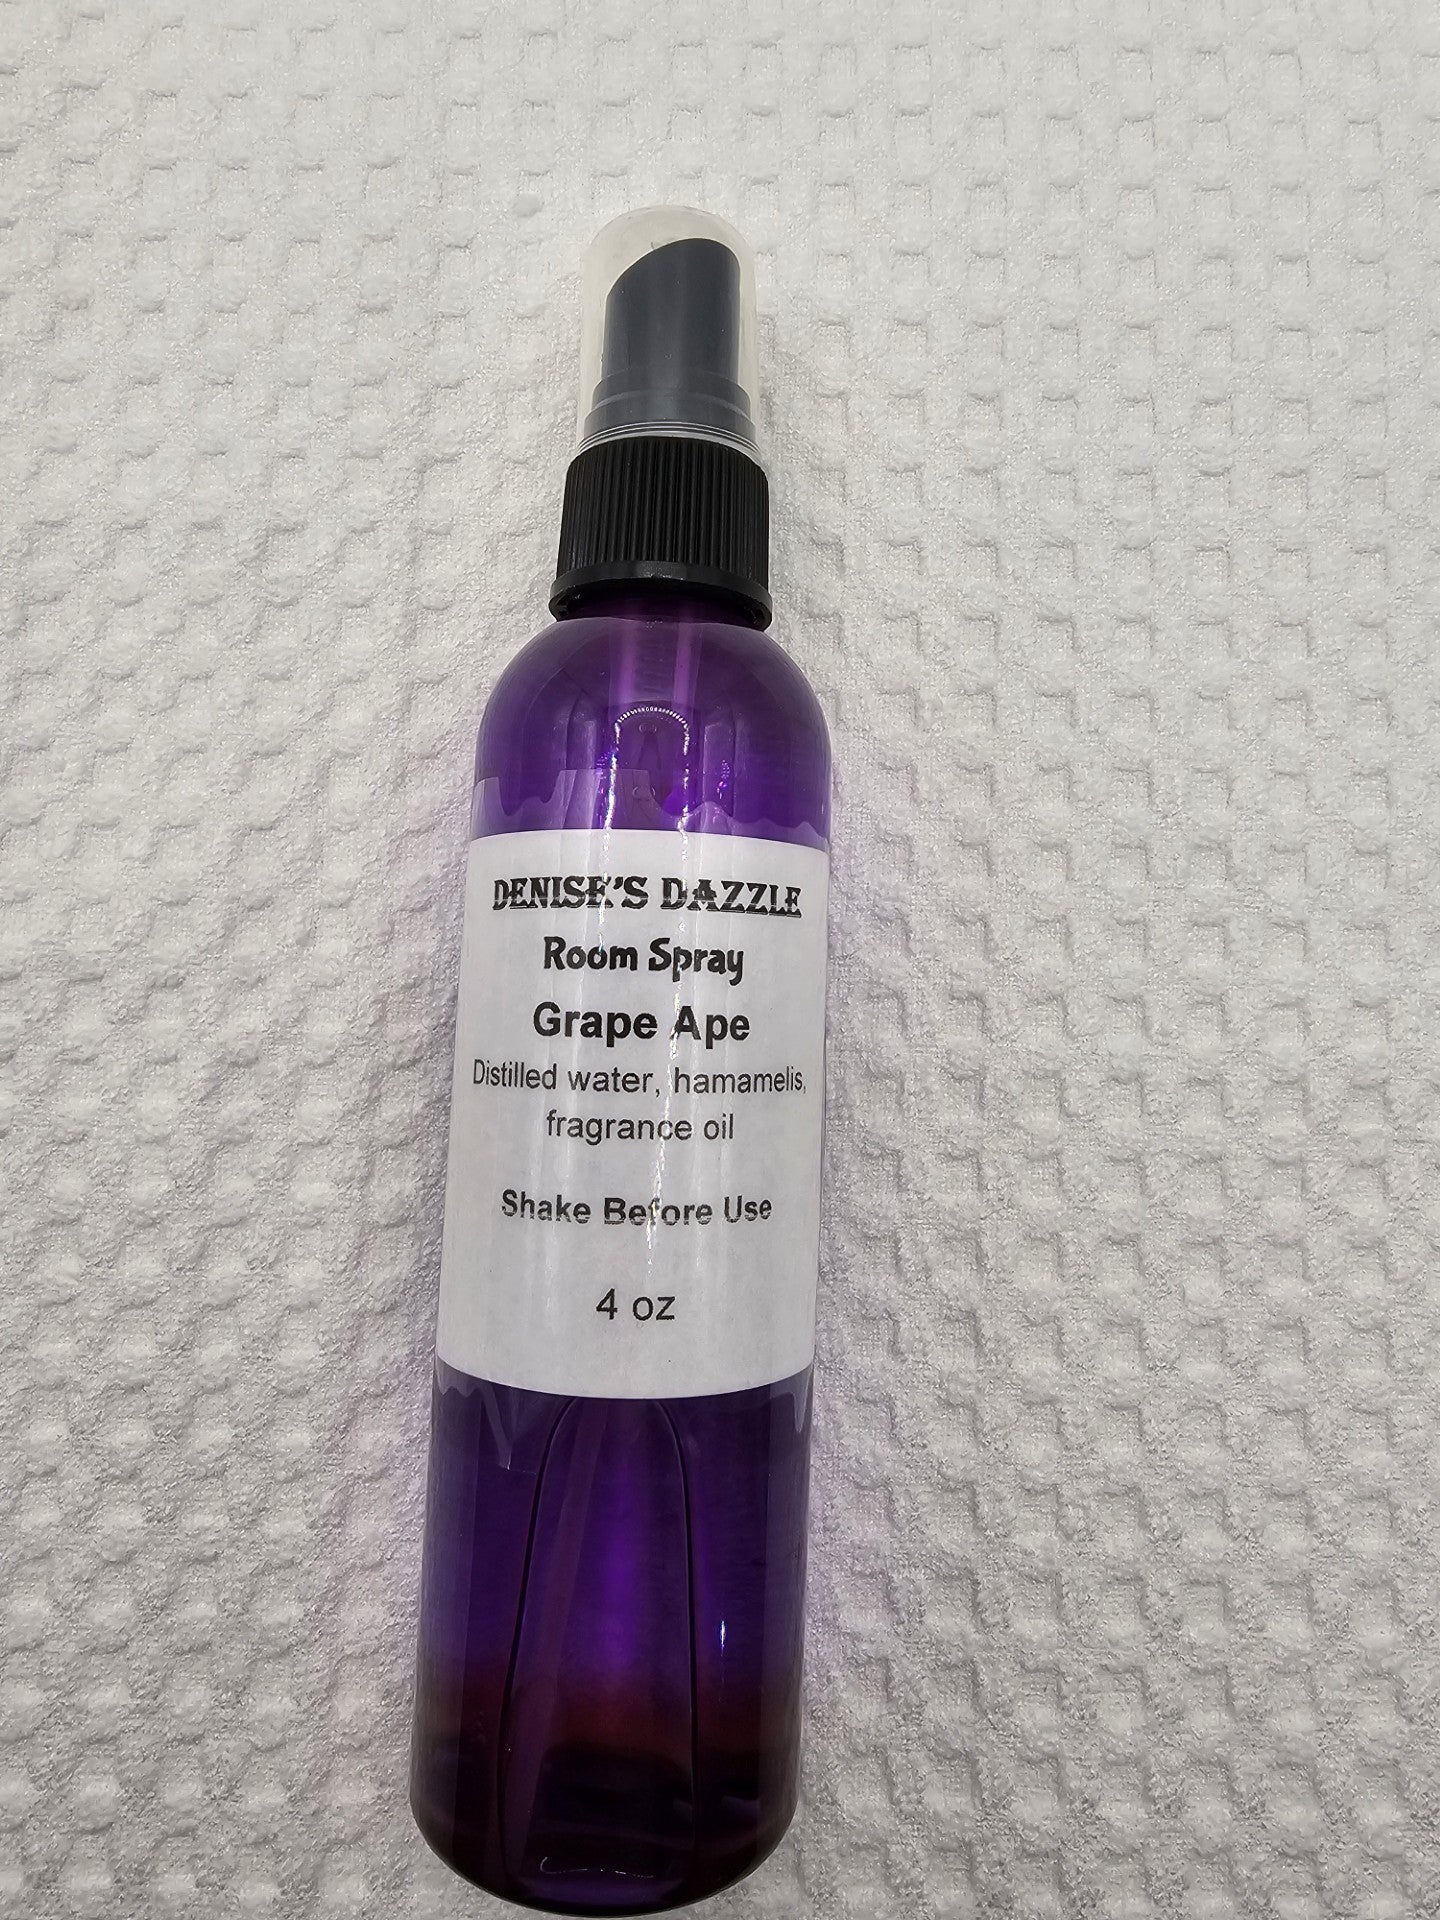 DENISE'S DAZZLE
Room Spray
Grape Ape
Distilled water, hamamelis,
fragrance oil
Shake Before Use
4 oz